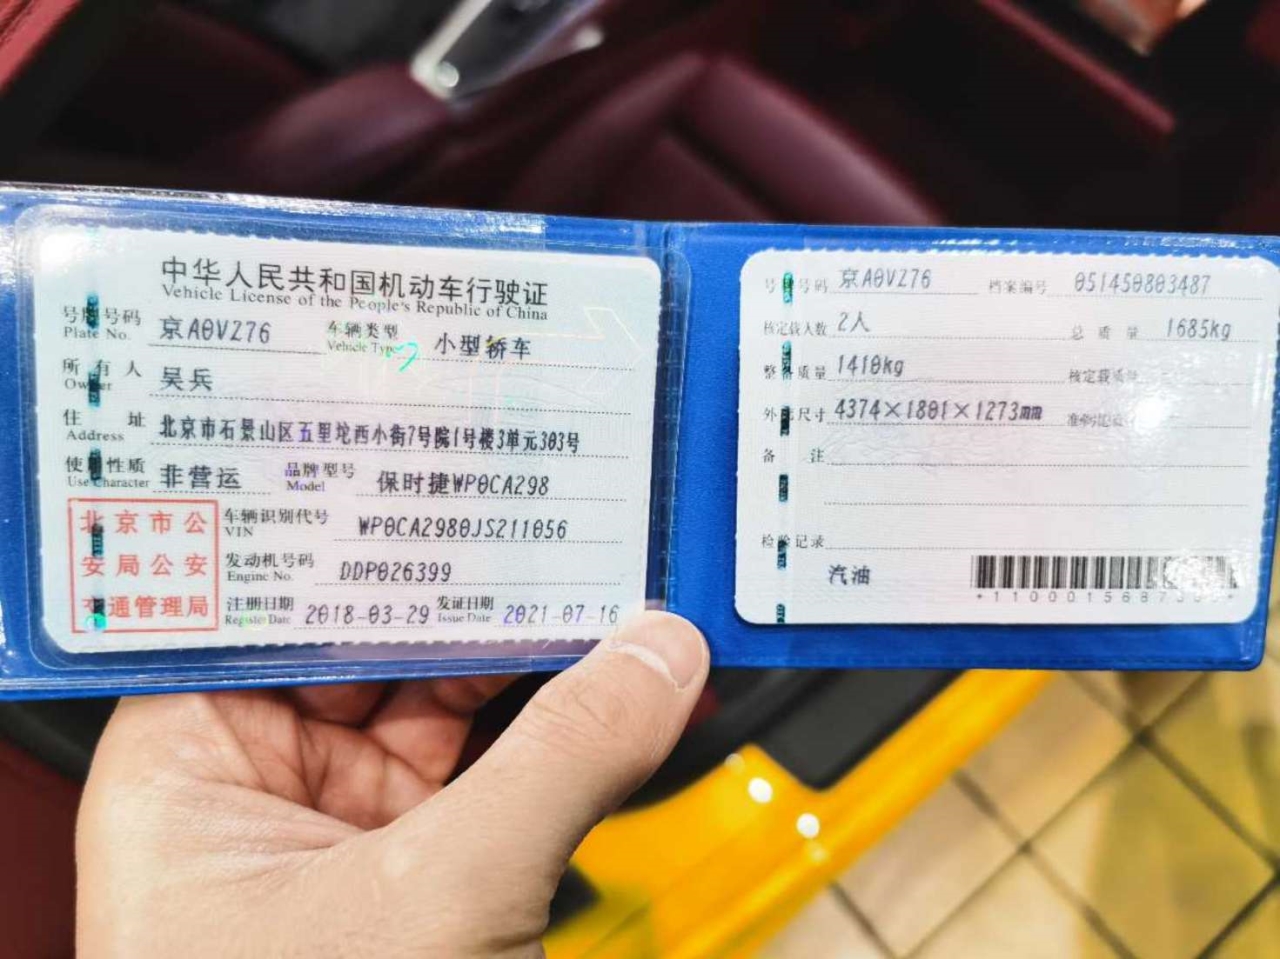 中华人民共和国机动车行驶证
Vehicle License of the People's Republic of China
号牌号码 京A0VZ76 车辆类型 小型轿车
Plate No. Vehicle Type
所有人 吴兵
Owner
住址 北京市石景山区五里坨西小街7号院1号楼3单元303号
Address
使用性质 非营运 品牌型号 保时捷WP0CA298
Use Character Model
北京市公
安局公安
交通管理局
车辆识别代号 WP0CA2980JS211056
VIN
发动机号码 DDP026399
Engine No.
注册日期 2018-03-29 发证日期 2021-07-16
Register Date Issue Date
号牌号码 京A0VZ76 档案编号 051450803487
核定载人数 2人 总质量 1685kg
整备质量 1410kg 核定载质量
外廓尺寸 4374×1801×1273mm
备注
检验记录
汽油